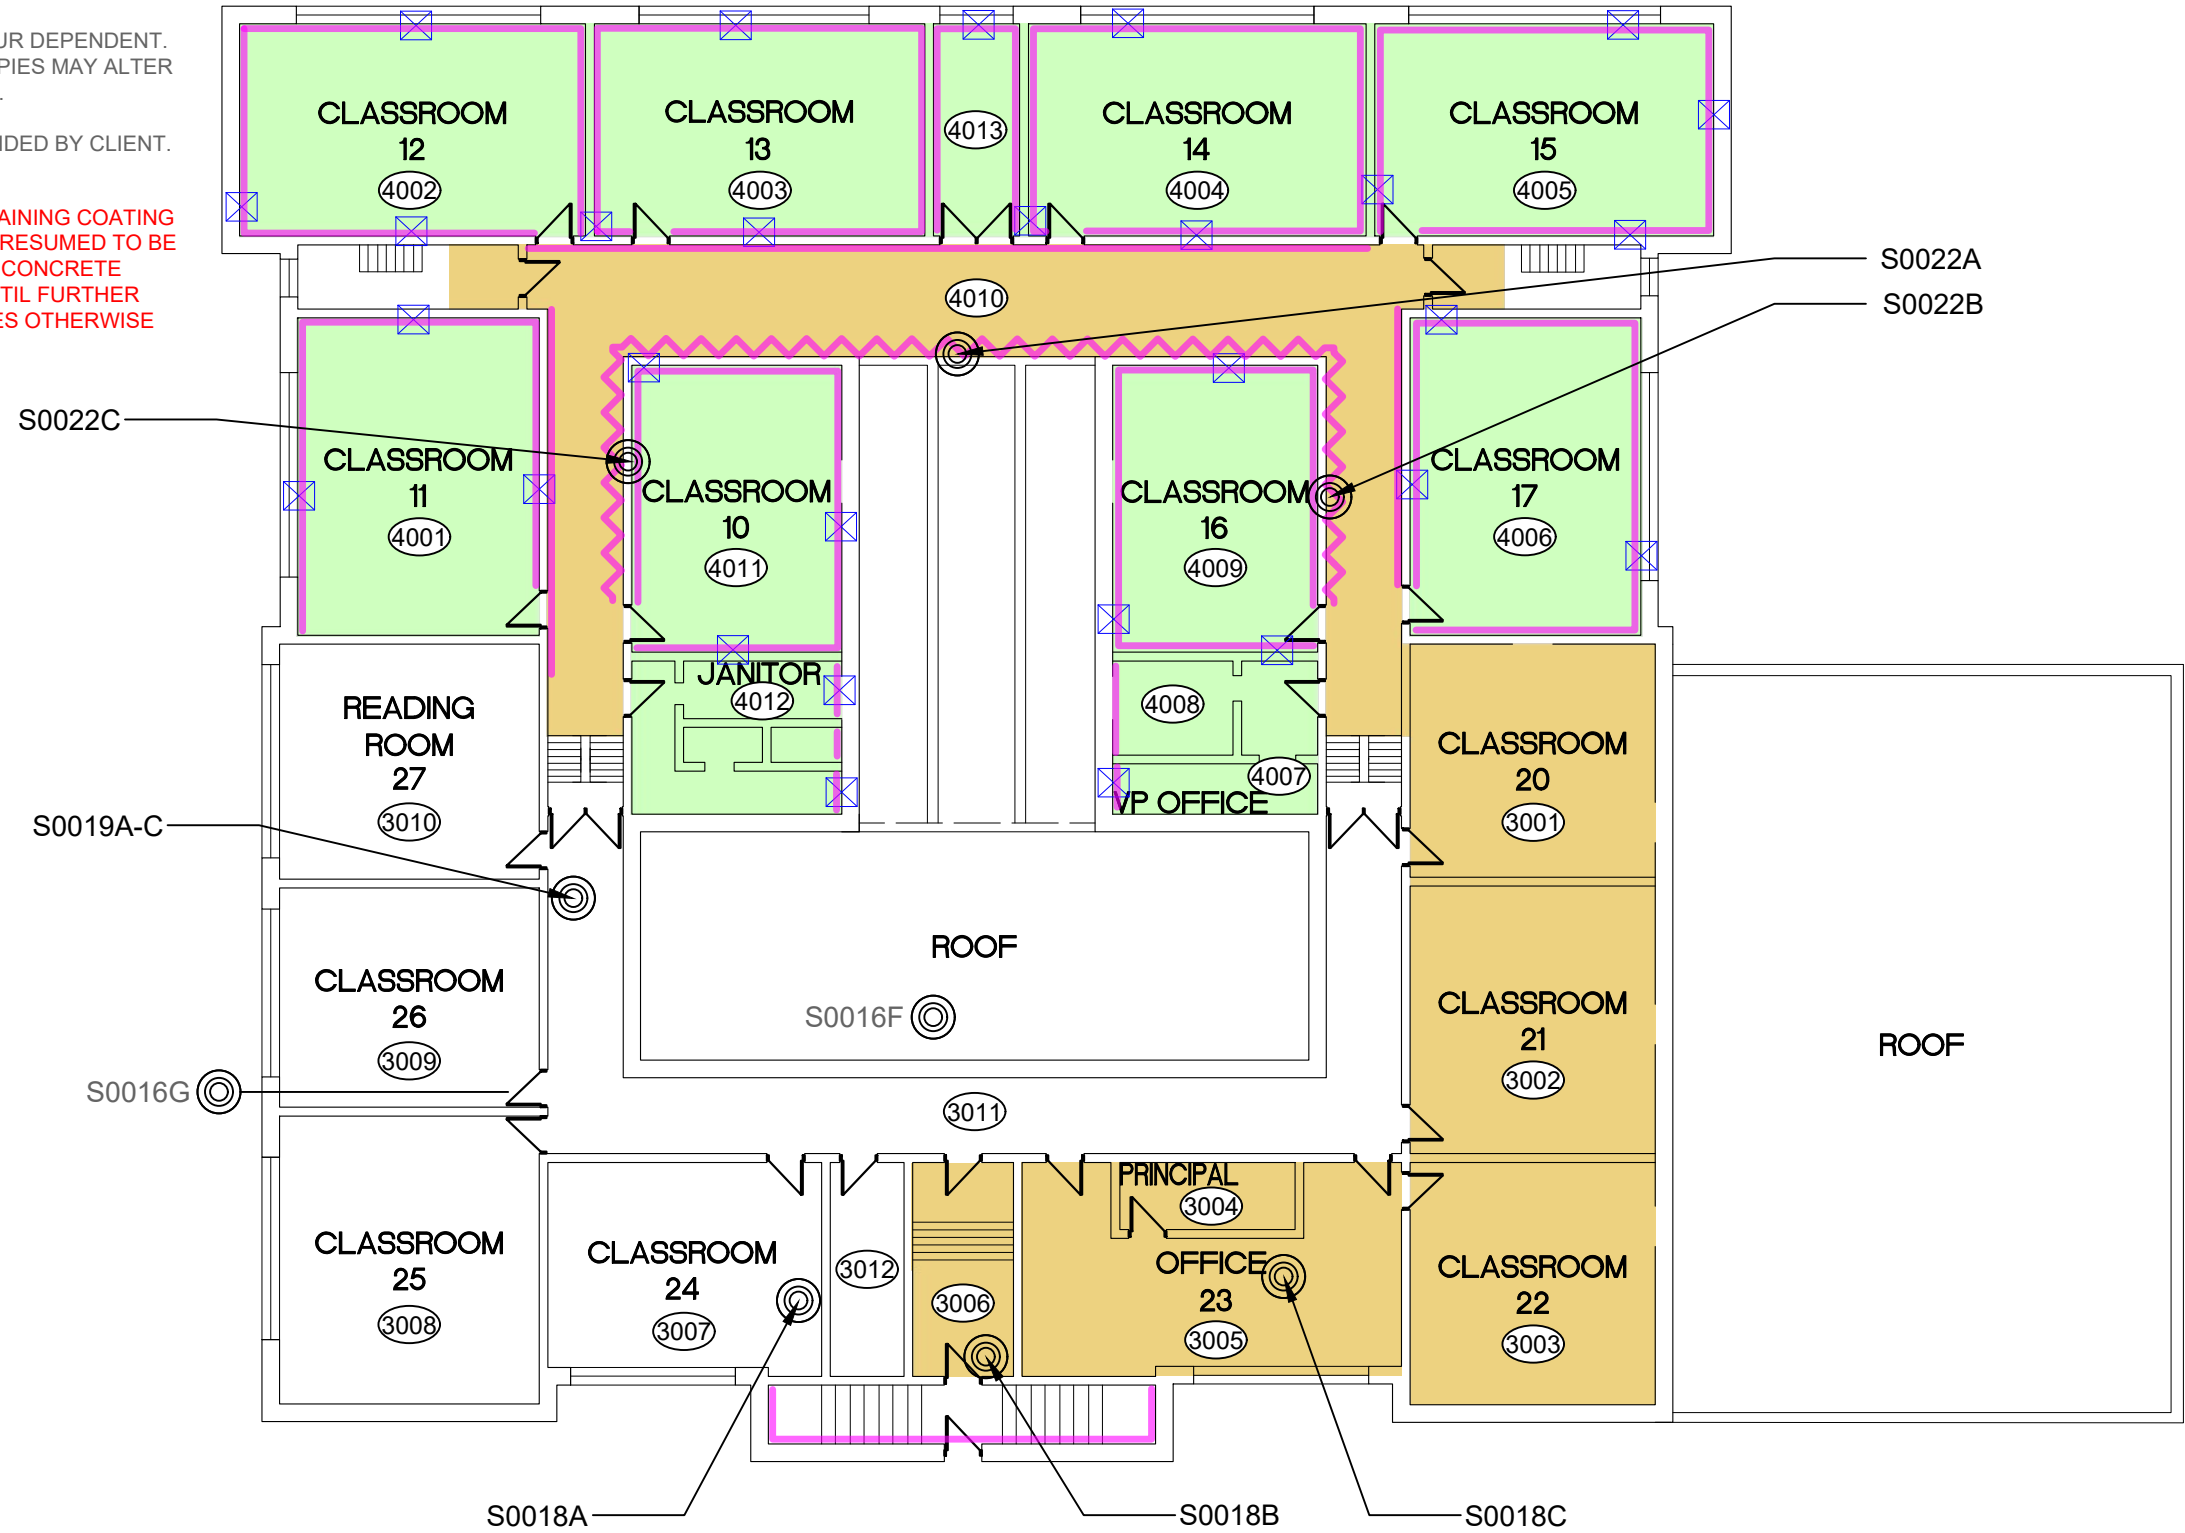 UR DEPENDENT.
PIES MAY ALTER
.
IDED BY CLIENT.
AINING COATING
RESUMED TO BE
CONCRETE
TIL FURTHER
ES OTHERWISE
CLASSROOM
12
4002
CLASSROOM
13
4003
4013
CLASSROOM
14
4004
CLASSROOM
15
4005
S0022A
4010
S0022B
S0022C
CLASSROOM
11
4001
CLASSROOM
10
4011
CLASSROOM
16
4009
CLASSROOM
17
4006
JANITOR
4012
4008
4007
VP OFFICE
READING
ROOM
27
3010
CLASSROOM
20
3001
S0019A-C
ROOF
S0016F
CLASSROOM
26
3009
CLASSROOM
21
3002
ROOF
S0016G
3011
PRINCIPAL
3004
CLASSROOM
25
3008
CLASSROOM
24
3007
3012
3006
OFFICE
23
3005
CLASSROOM
22
3003
S0018A
S0018B
S0018C